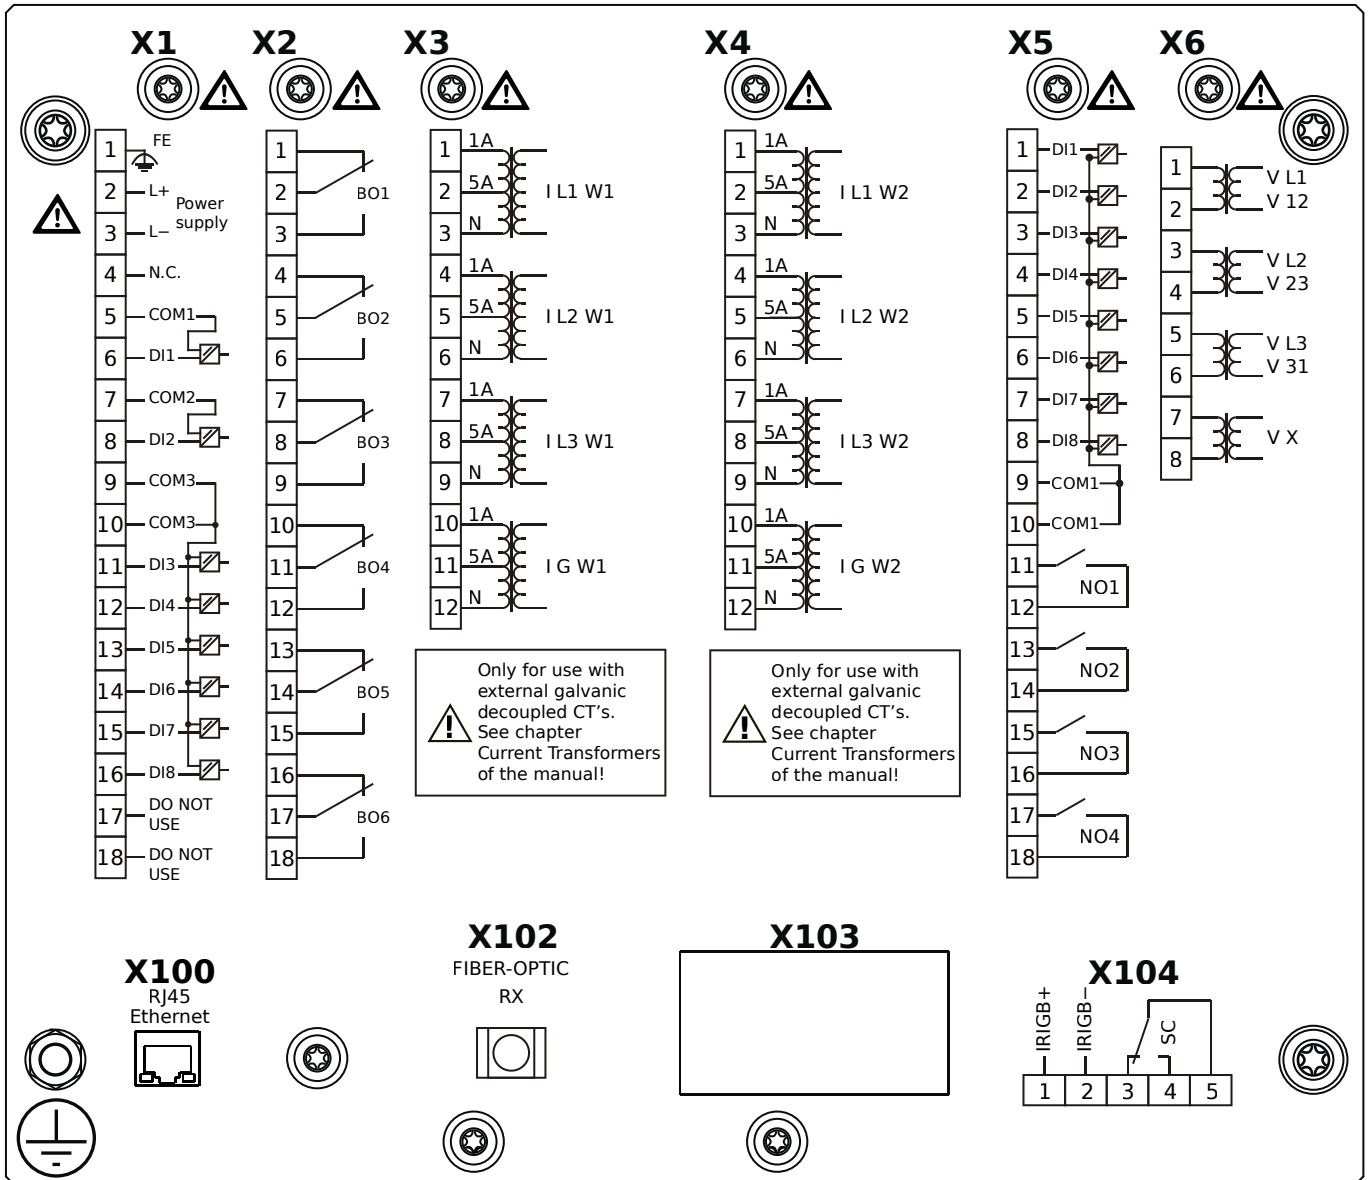 X1
1
FE
2
L+
Power
supply
3
L−
4
N.C.
5
COM1
6
DI1
7
COM2
8
DI2
9
COM3
10
COM3
11
DI3
12
DI4
13
DI5
14
DI6
15
DI7
16
DI8
17
DO NOT
USE
18
DO NOT
USE
X2
1
2
BO1
3
4
5
BO2
6
7
8
BO3
9
10
11
BO4
12
13
14
BO5
15
16
17
BO6
18
X3
1
1A
2
5A
I L1 W1
3
N
4
1A
5
5A
I L2 W1
6
N
7
1A
8
5A
I L3 W1
9
N
10
1A
11
5A
I G W1
12
N
Only for use with
external galvanic
decoupled CT's.
See chapter
Current Transformers
of the manual!
X4
1
1A
2
5A
I L1 W2
3
N
4
1A
5
5A
I L2 W2
6
N
7
1A
8
5A
I L3 W2
9
N
10
1A
11
5A
I G W2
12
N
Only for use with
external galvanic
decoupled CT's.
See chapter
Current Transformers
of the manual!
X5
1
DI1
2
DI2
3
DI3
4
DI4
5
DI5
6
DI6
7
DI7
8
DI8
9
COM1
10
COM1
11
NO1
12
13
NO2
14
15
NO3
16
17
NO4
18
X6
1
V L1
2
V 12
3
V L2
4
V 23
5
V L3
6
V 31
7
V X
8
X100
RJ45
Ethernet
X102
FIBER-OPTIC
RX
X103
X104
IRIGB+
IRIGB−
SC
1 2 3 4 5